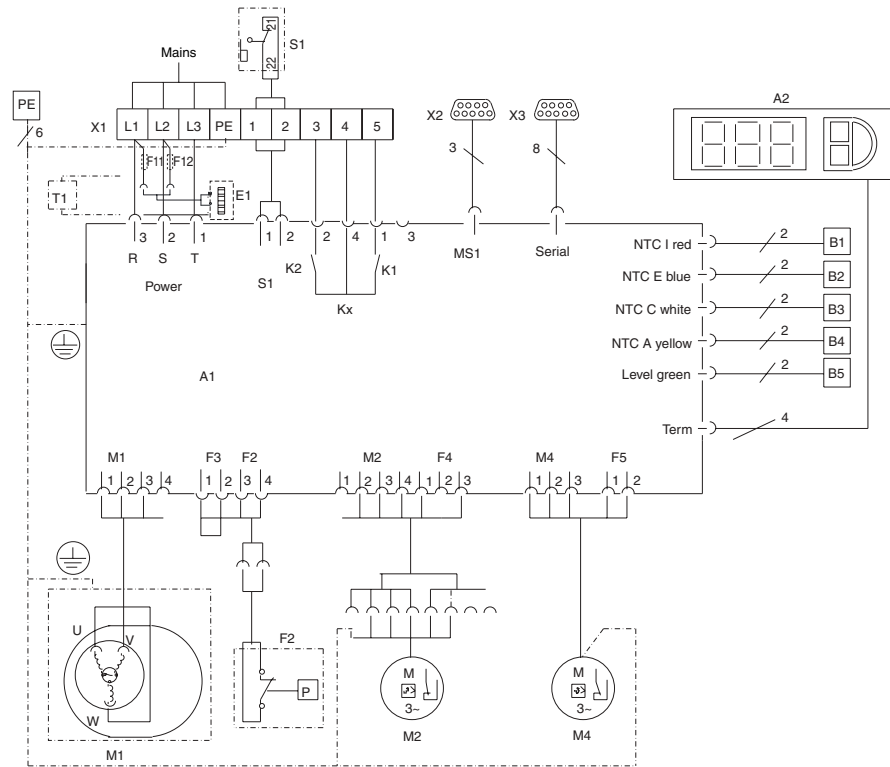 21
S1
22
Mains
PE
6
X1 L1 L2 L3 PE 1 2 3 4 5
X2
X3
A2
3
8
F11 F12
T1
E1
3 2 1
1 2
2 4 1 3
R S T
Power
S1
K2 K1
Kx
MS1
Serial
NTC I red 2 B1
NTC E blue 2 B2
NTC C white 2 B3
NTC A yellow 2 B4
Level green 2 B5
Term 4
A1
M1 F3 F2 M2 F4 M4 F5
1 2 3 4
1 2 3 4
1 2 3 4 1 2 3
1 2 3 1 2
U V
W
M1
F2
P
M
3~
M2
M
3~
M4